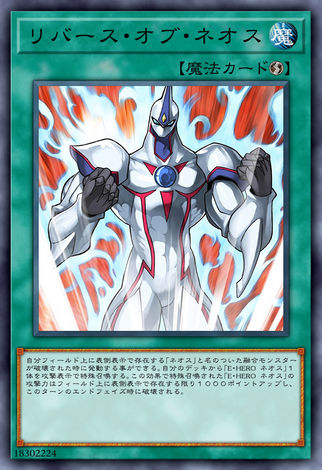 リバース・オブ・ネオス
魔
【魔法カード】
自分フィールド上に表側表示で存在する「ネオス」と名のついた融合モンスター
が破壊された時に発動する事ができる。自分のデッキから「E・HERO ネオス」1
体を攻撃表示で特殊召喚する。この効果で特殊召喚された「E・HERO ネオス」の
攻撃力はフィールド上に表側表示で存在する限り1000ポイントアップし、
このターンのエンドフェイズ時に破壊される。
18302224